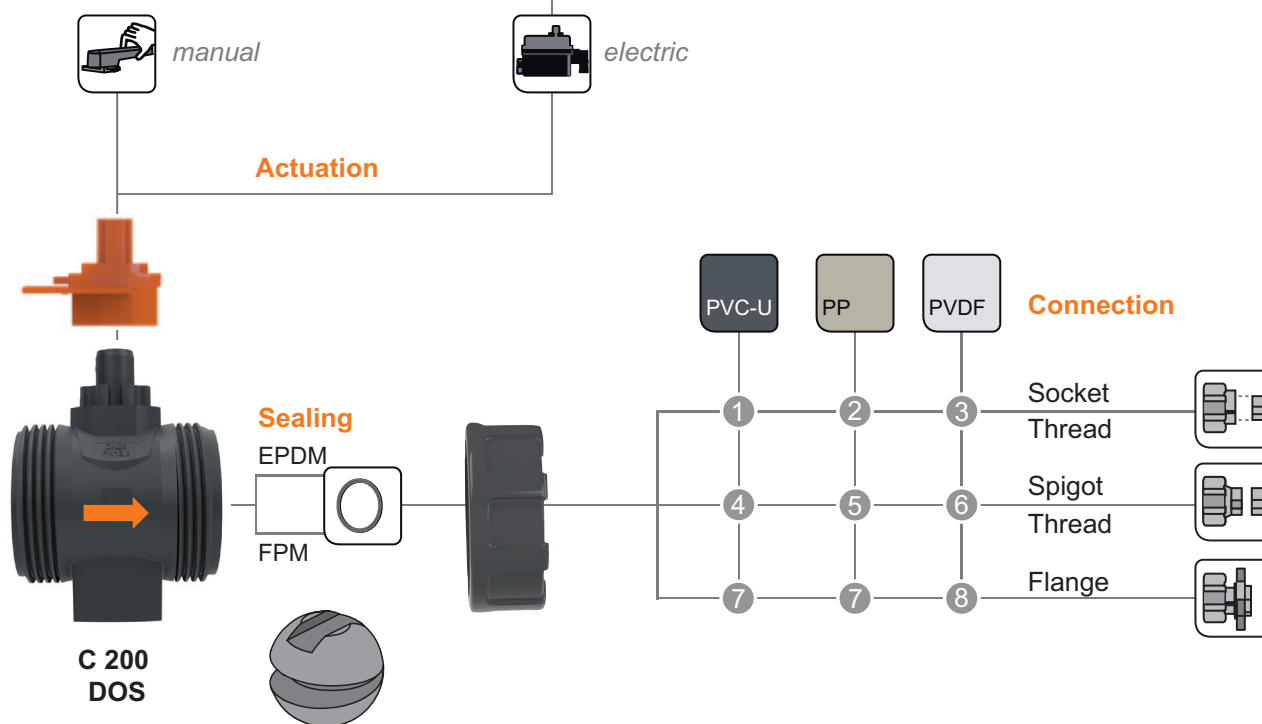 manual
electric
Actuation
PVC-U
PP
PVDF
Connection
Sealing
EPDM
FPM
1
2
3
Socket
Thread
4
5
6
Spigot
Thread
7
7
8
Flange
C 200
DOS